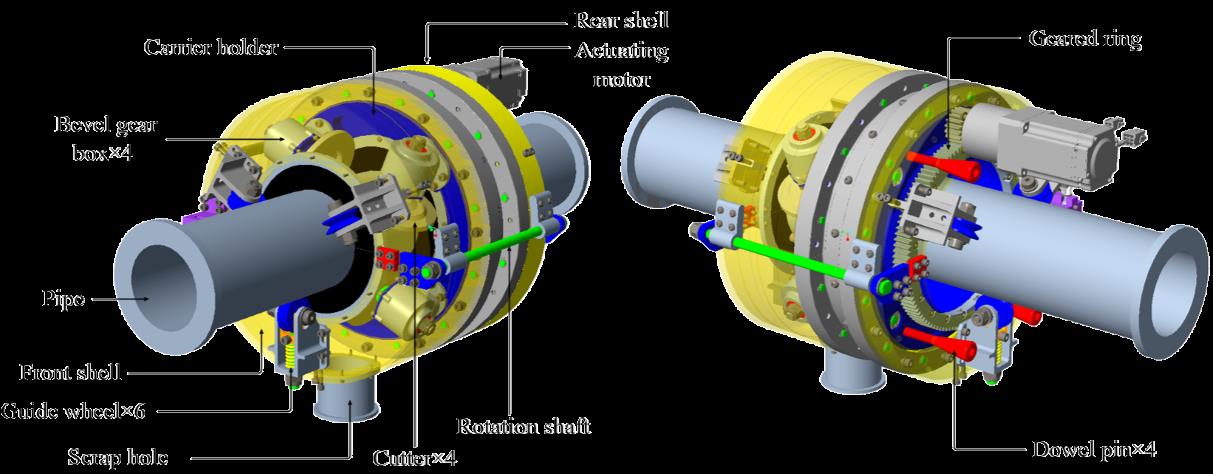 Rear shell
Carrier holder
Actuating
motor
Geared ring
Bevel gear
box×4
Pipe
Front shell
Guide wheel×6
Rotation shaft
Scrap hole
Cutter×4
Dowel pin×4